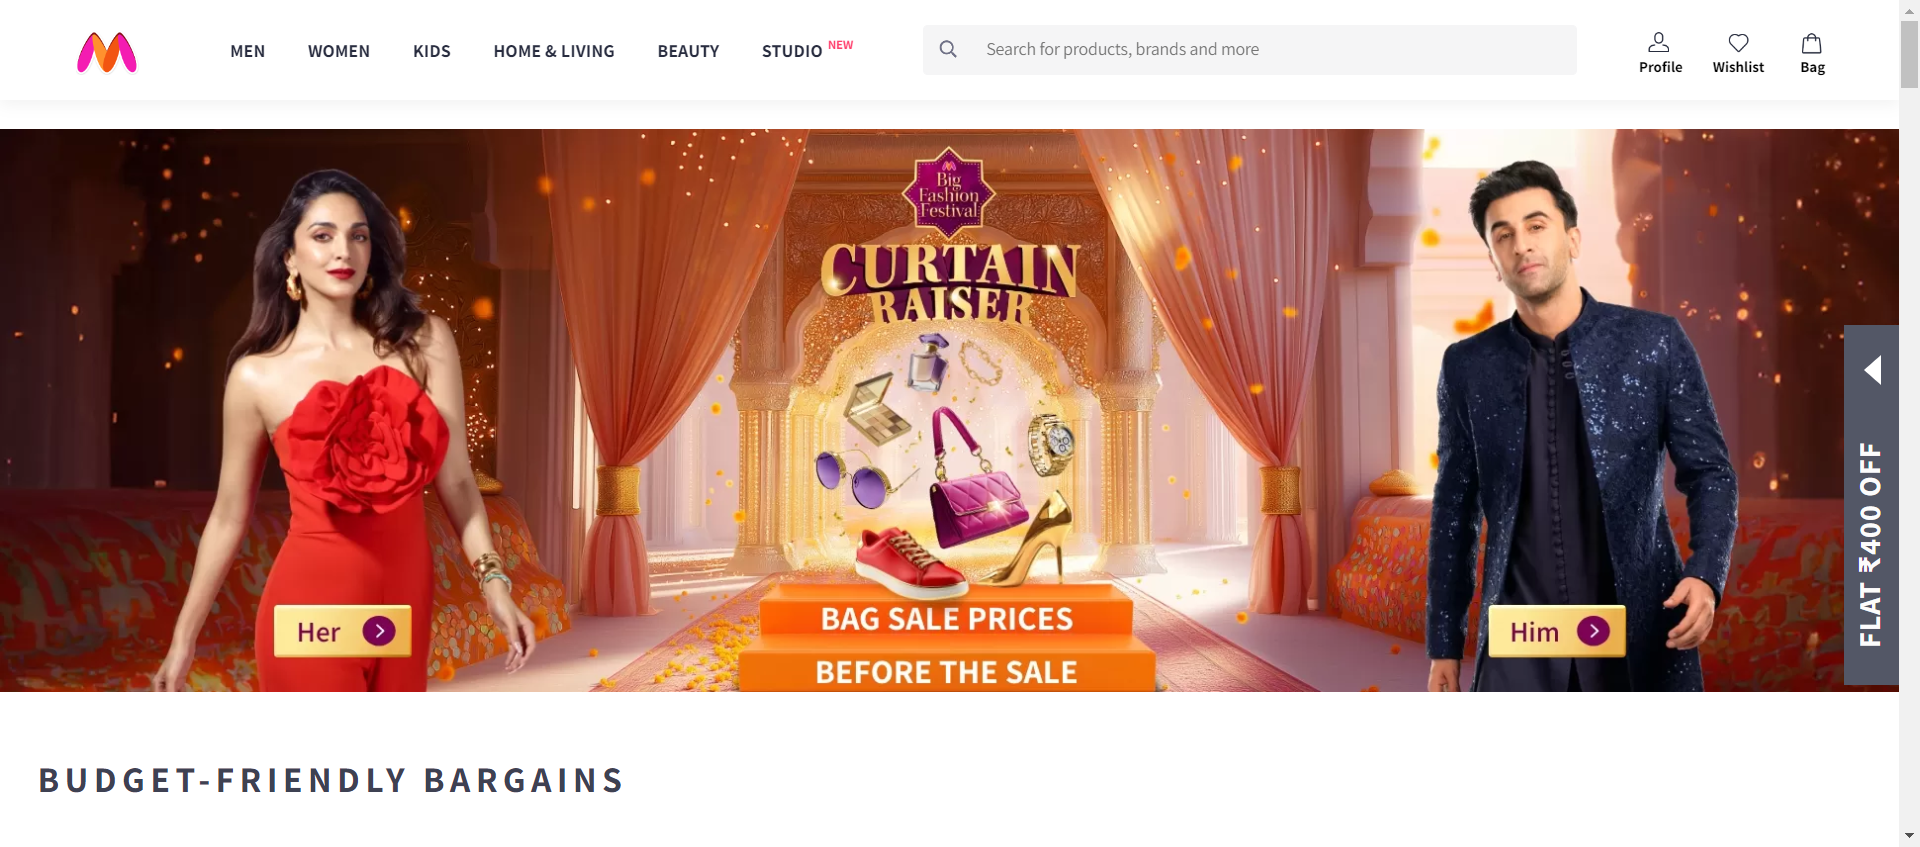 MEN
WOMEN
KIDS
HOME & LIVING
BEAUTY
STUDIO NEW
Search for products, brands and more
Profile
Wishlist
Bag
Big
Fashion
Festival
CURTAIN
RAISER
BAG SALE PRICES
BEFORE THE SALE
Her
Him
FLAT ₹400 OFF
BUDGET-FRIENDLY BARGAINS